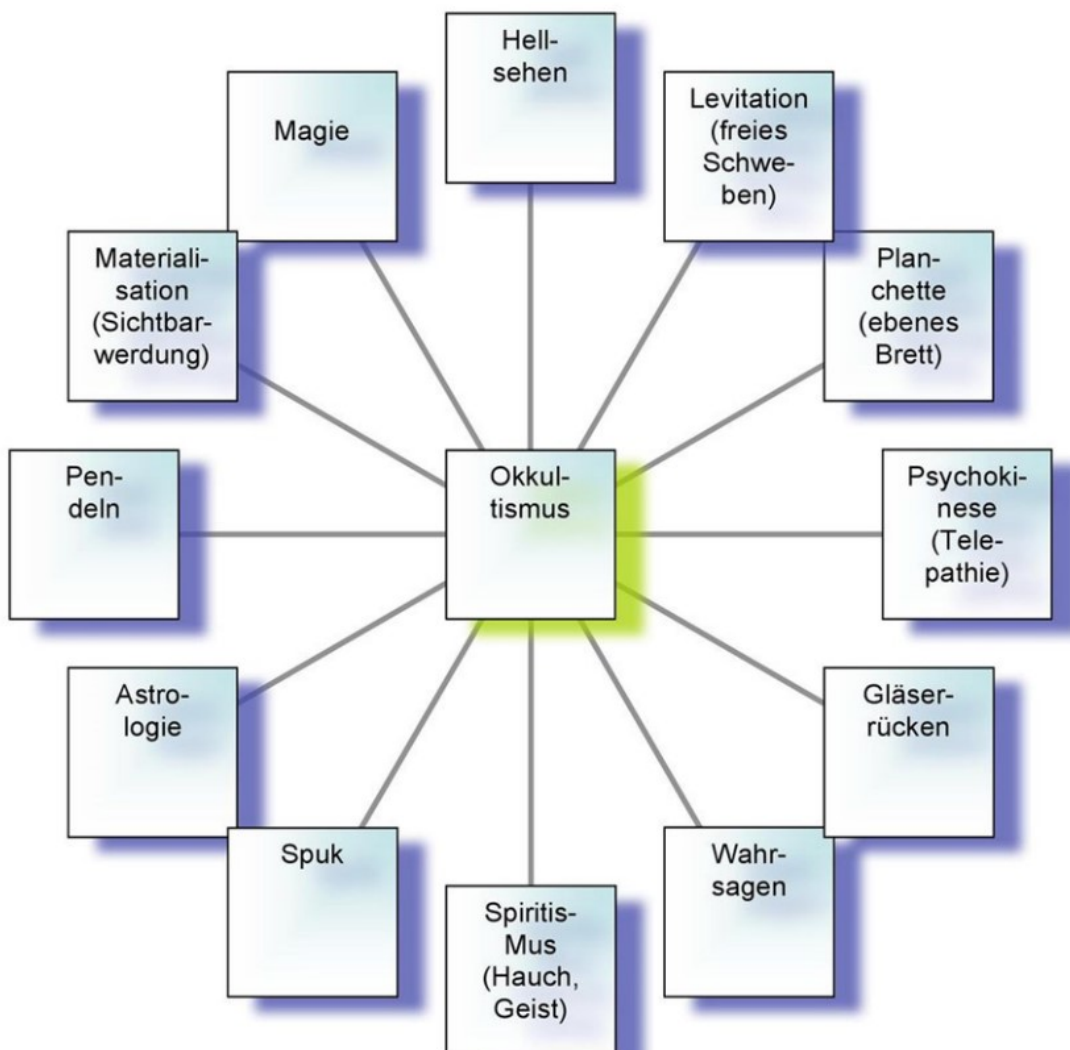 Hell-
sehen
Levitation
(freies
Schwe-
ben)
Plan-
chette
(ebenes
Brett)
Psychoki-
nese
(Tele-
pathie)
Gläser-
rücken
Wahr-
sagen
Spiritis-
Mus
(Hauch,
Geist)
Spuk
Astro-
logie
Pen-
deln
Materiali-
sation
(Sichtbar-
werdung)
Magie
Okkul-
tismus